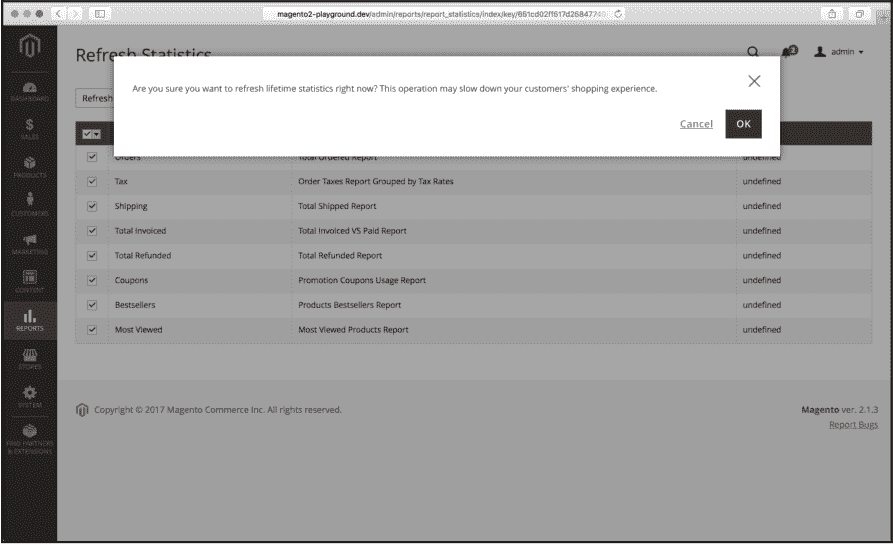 magento2-playground.dev/admin/reports/report_statistics/index/key/651cd02ff617d26847743
Refresh Statistics
2 admin
Are you sure you want to refresh lifetime statistics right now? This operation may slow down your customers' shopping experience.
Refresh
Cancel OK
DASHBOARD
SALES
PRODUCTS
CUSTOMERS
MARKETING
CONTENT
REPORTS
STORES
SYSTEM
FIND PARTNERS
& EXTENSIONS
Orders Total Ordered Report undefined
Tax Order Taxes Report Grouped by Tax Rates undefined
Shipping Total Shipped Report undefined
Total Invoiced Total Invoiced VS Paid Report undefined
Total Refunded Total Refunded Report undefined
Coupons Promotion Coupons Usage Report undefined
Bestsellers Products Bestsellers Report undefined
Most Viewed Most Viewed Products Report undefined
Copyright © 2017 Magento Commerce Inc. All rights reserved.
Magento ver. 2.1.3
Report Bugs